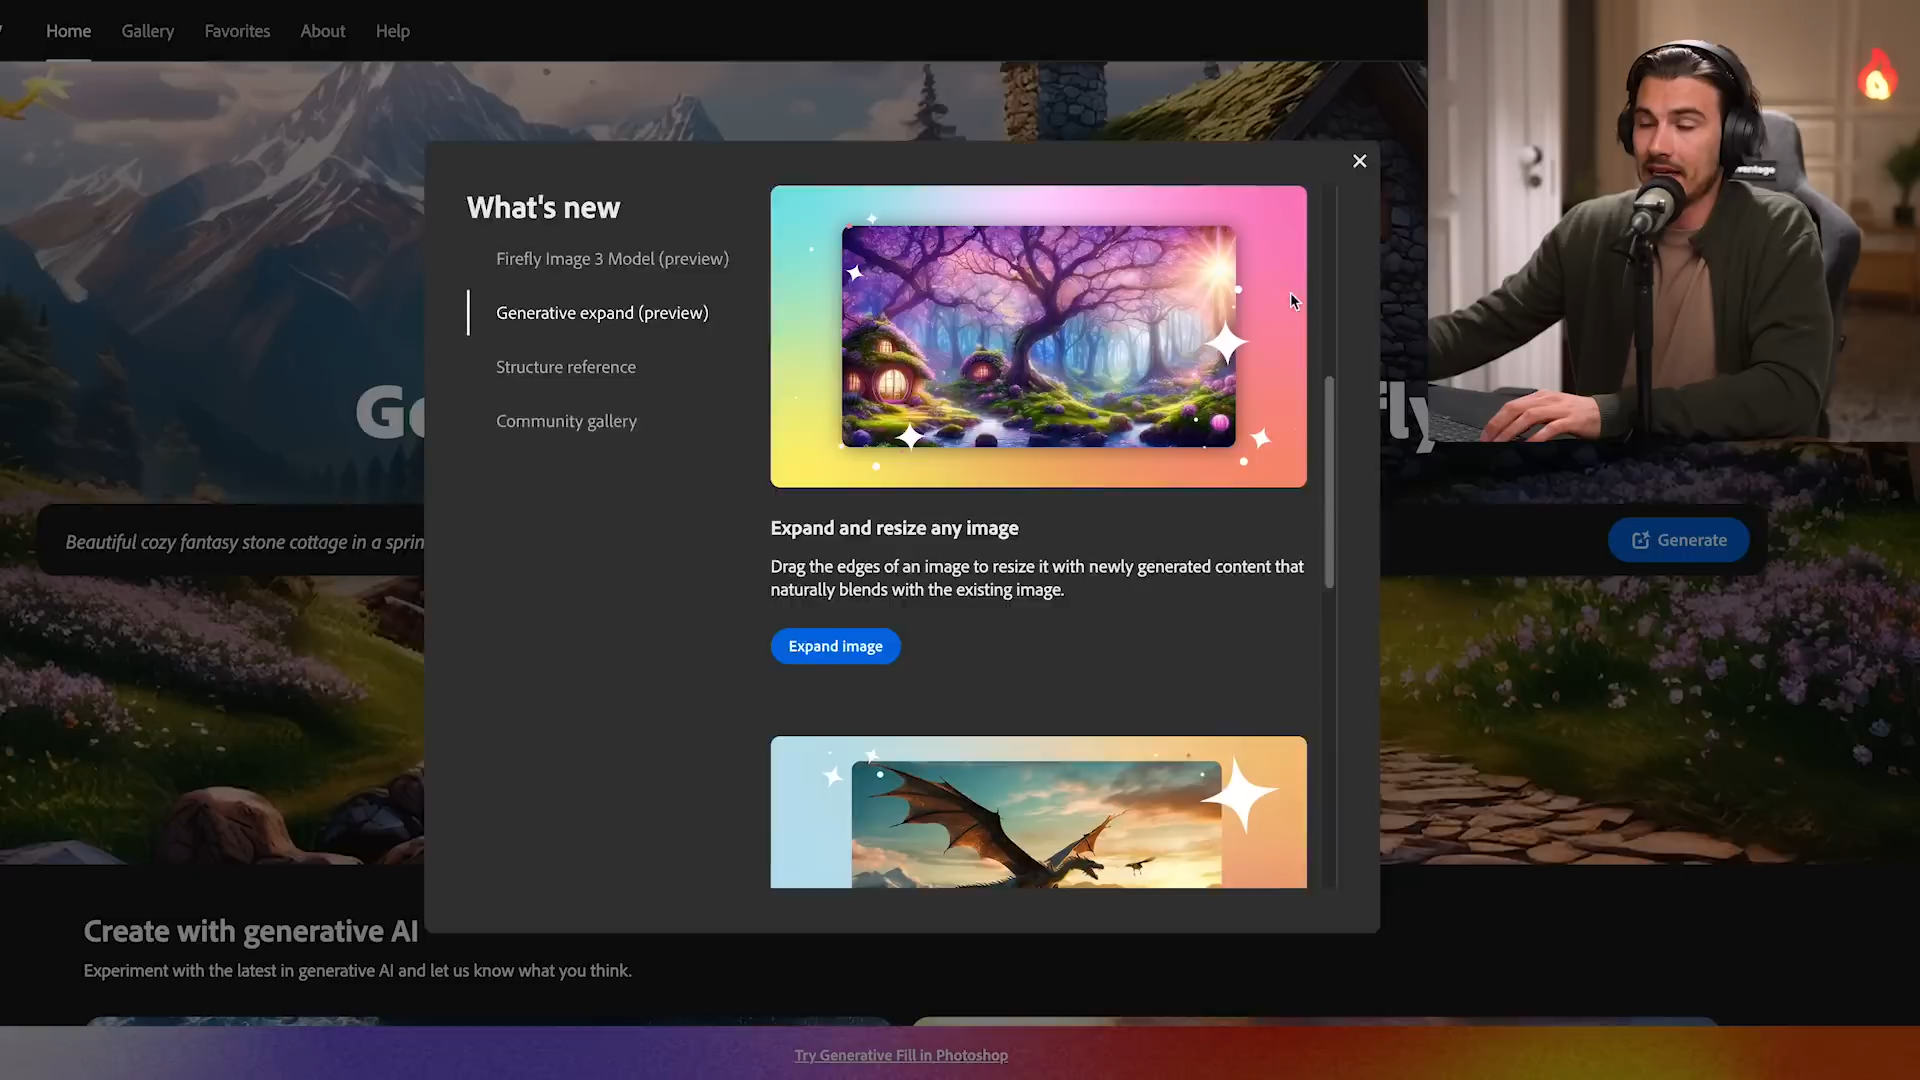 Home Gallery Favorites About Help
What's new
Firefly Image 3 Model (preview)
Generative expand (preview)
Structure reference
Community gallery
Expand and resize any image
Drag the edges of an image to resize it with newly generated content that
naturally blends with the existing image.
Expand image
Beautiful cozy fantasy stone cottage in a sprin
Generate
Create with generative AI
Experiment with the latest in generative AI and let us know what you think.
Try Generative Fill in Photoshop